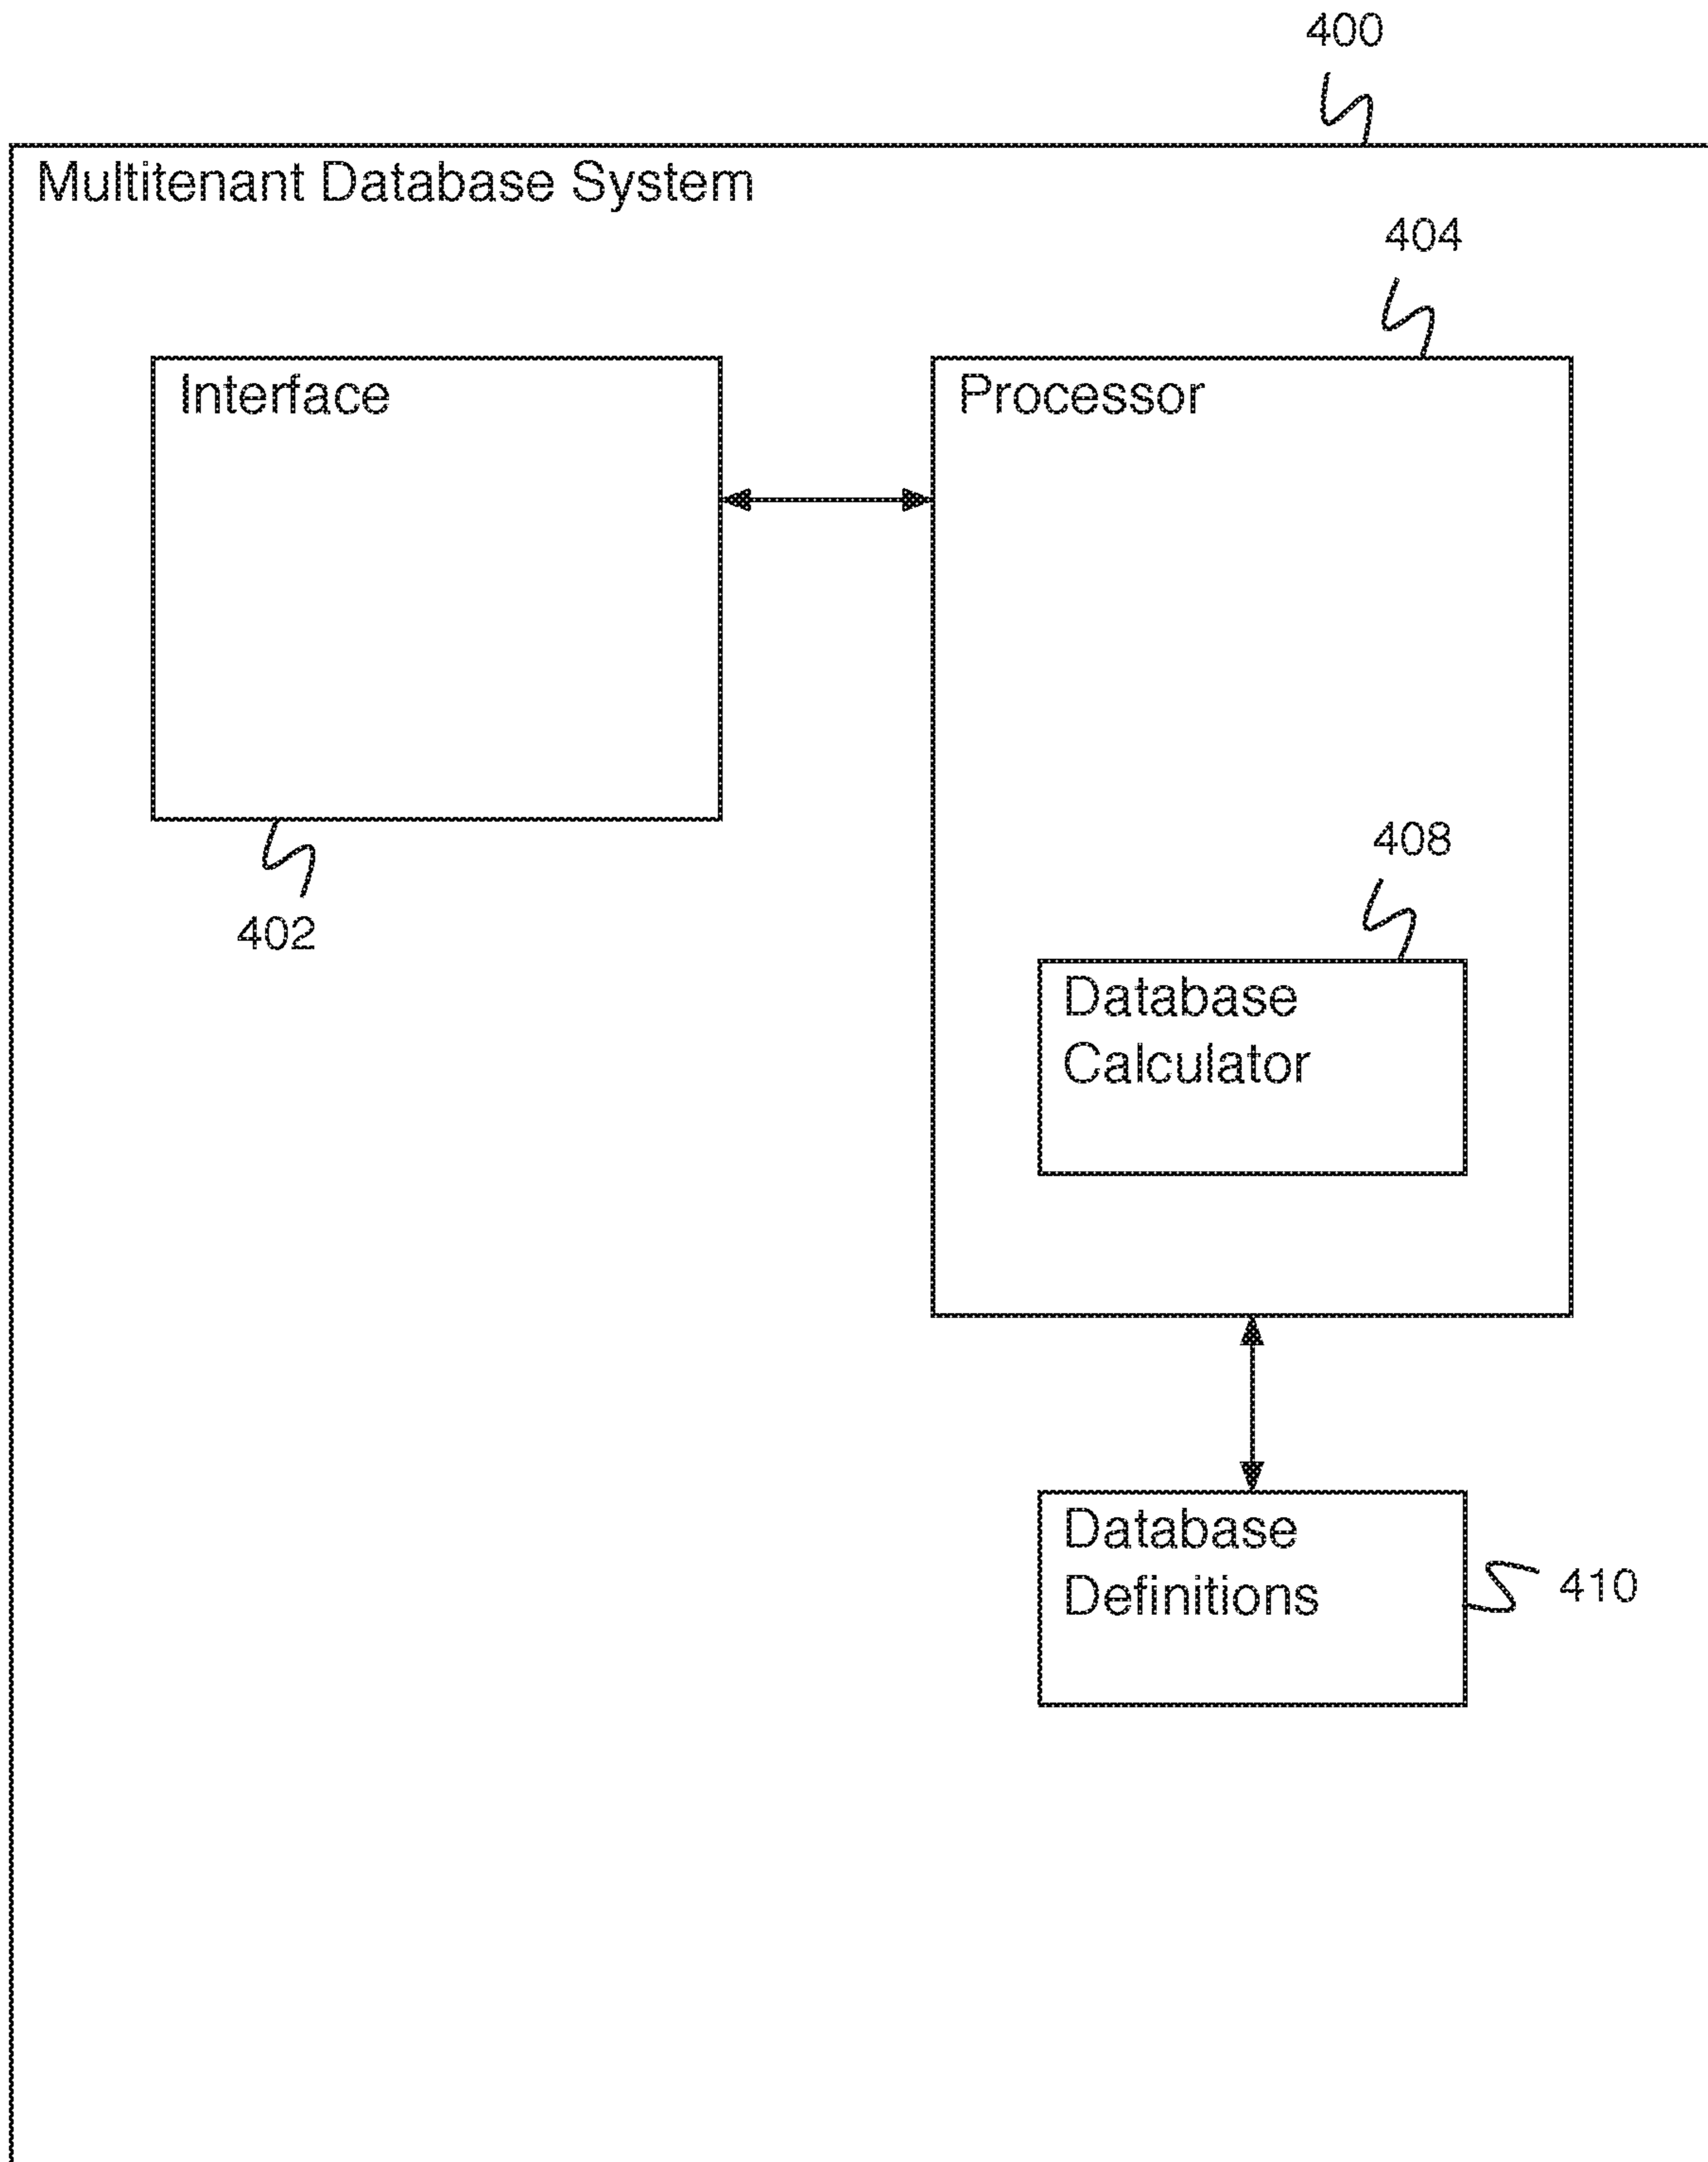 400
Multitenant Database System
404
Interface
Processor
408
402
Database
Calculator
Database
Definitions
410